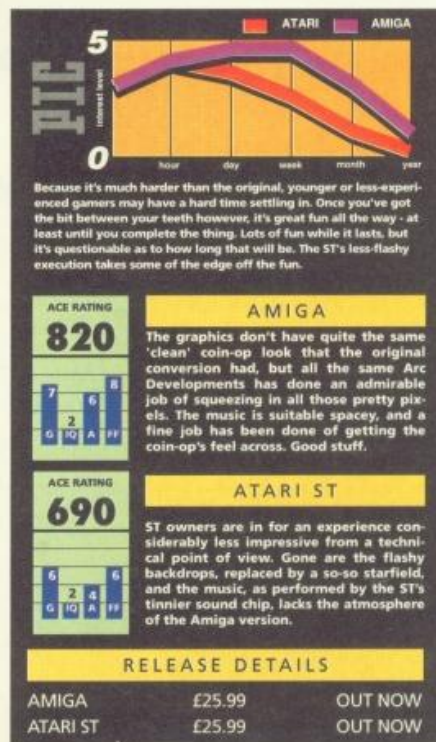 ATARI AMIGA
PIC
5
interest level
0
hour day week month year
Because it's much harder than the original, younger or less-experi-
enced gamers may have a hard time settling in. Once you've got
the bit between your teeth however, it's great fun all the way - at
least until you complete the thing. Lots of fun while it lasts, but
it's questionable as to how long that will be. The ST's less-flashy
execution takes some of the edge off the fun.
ACE RATING
820
7 2 6 8
G IQ A FF
AMIGA
The graphics don't have quite the same
'clean' coin-op look that the original
conversion had, but all the same Arc
Developments has done an admirable
job of squeezing in all those pretty pix-
els. The music is suitable spacey, and a
fine job has been done of getting the
coin-op's feel across. Good stuff.
ACE RATING
690
6 2 4 6
G IQ A FF
ATARI ST
ST owners are in for an experience con-
siderably less impressive from a techni-
cal point of view. Gone are the flashy
backdrops, replaced by a so-so starfield,
and the music, as performed by the ST's
tinnier sound chip, lacks the atmosphere
of the Amiga version.
RELEASE DETAILS
AMIGA £25.99 OUT NOW
ATARI ST £25.99 OUT NOW